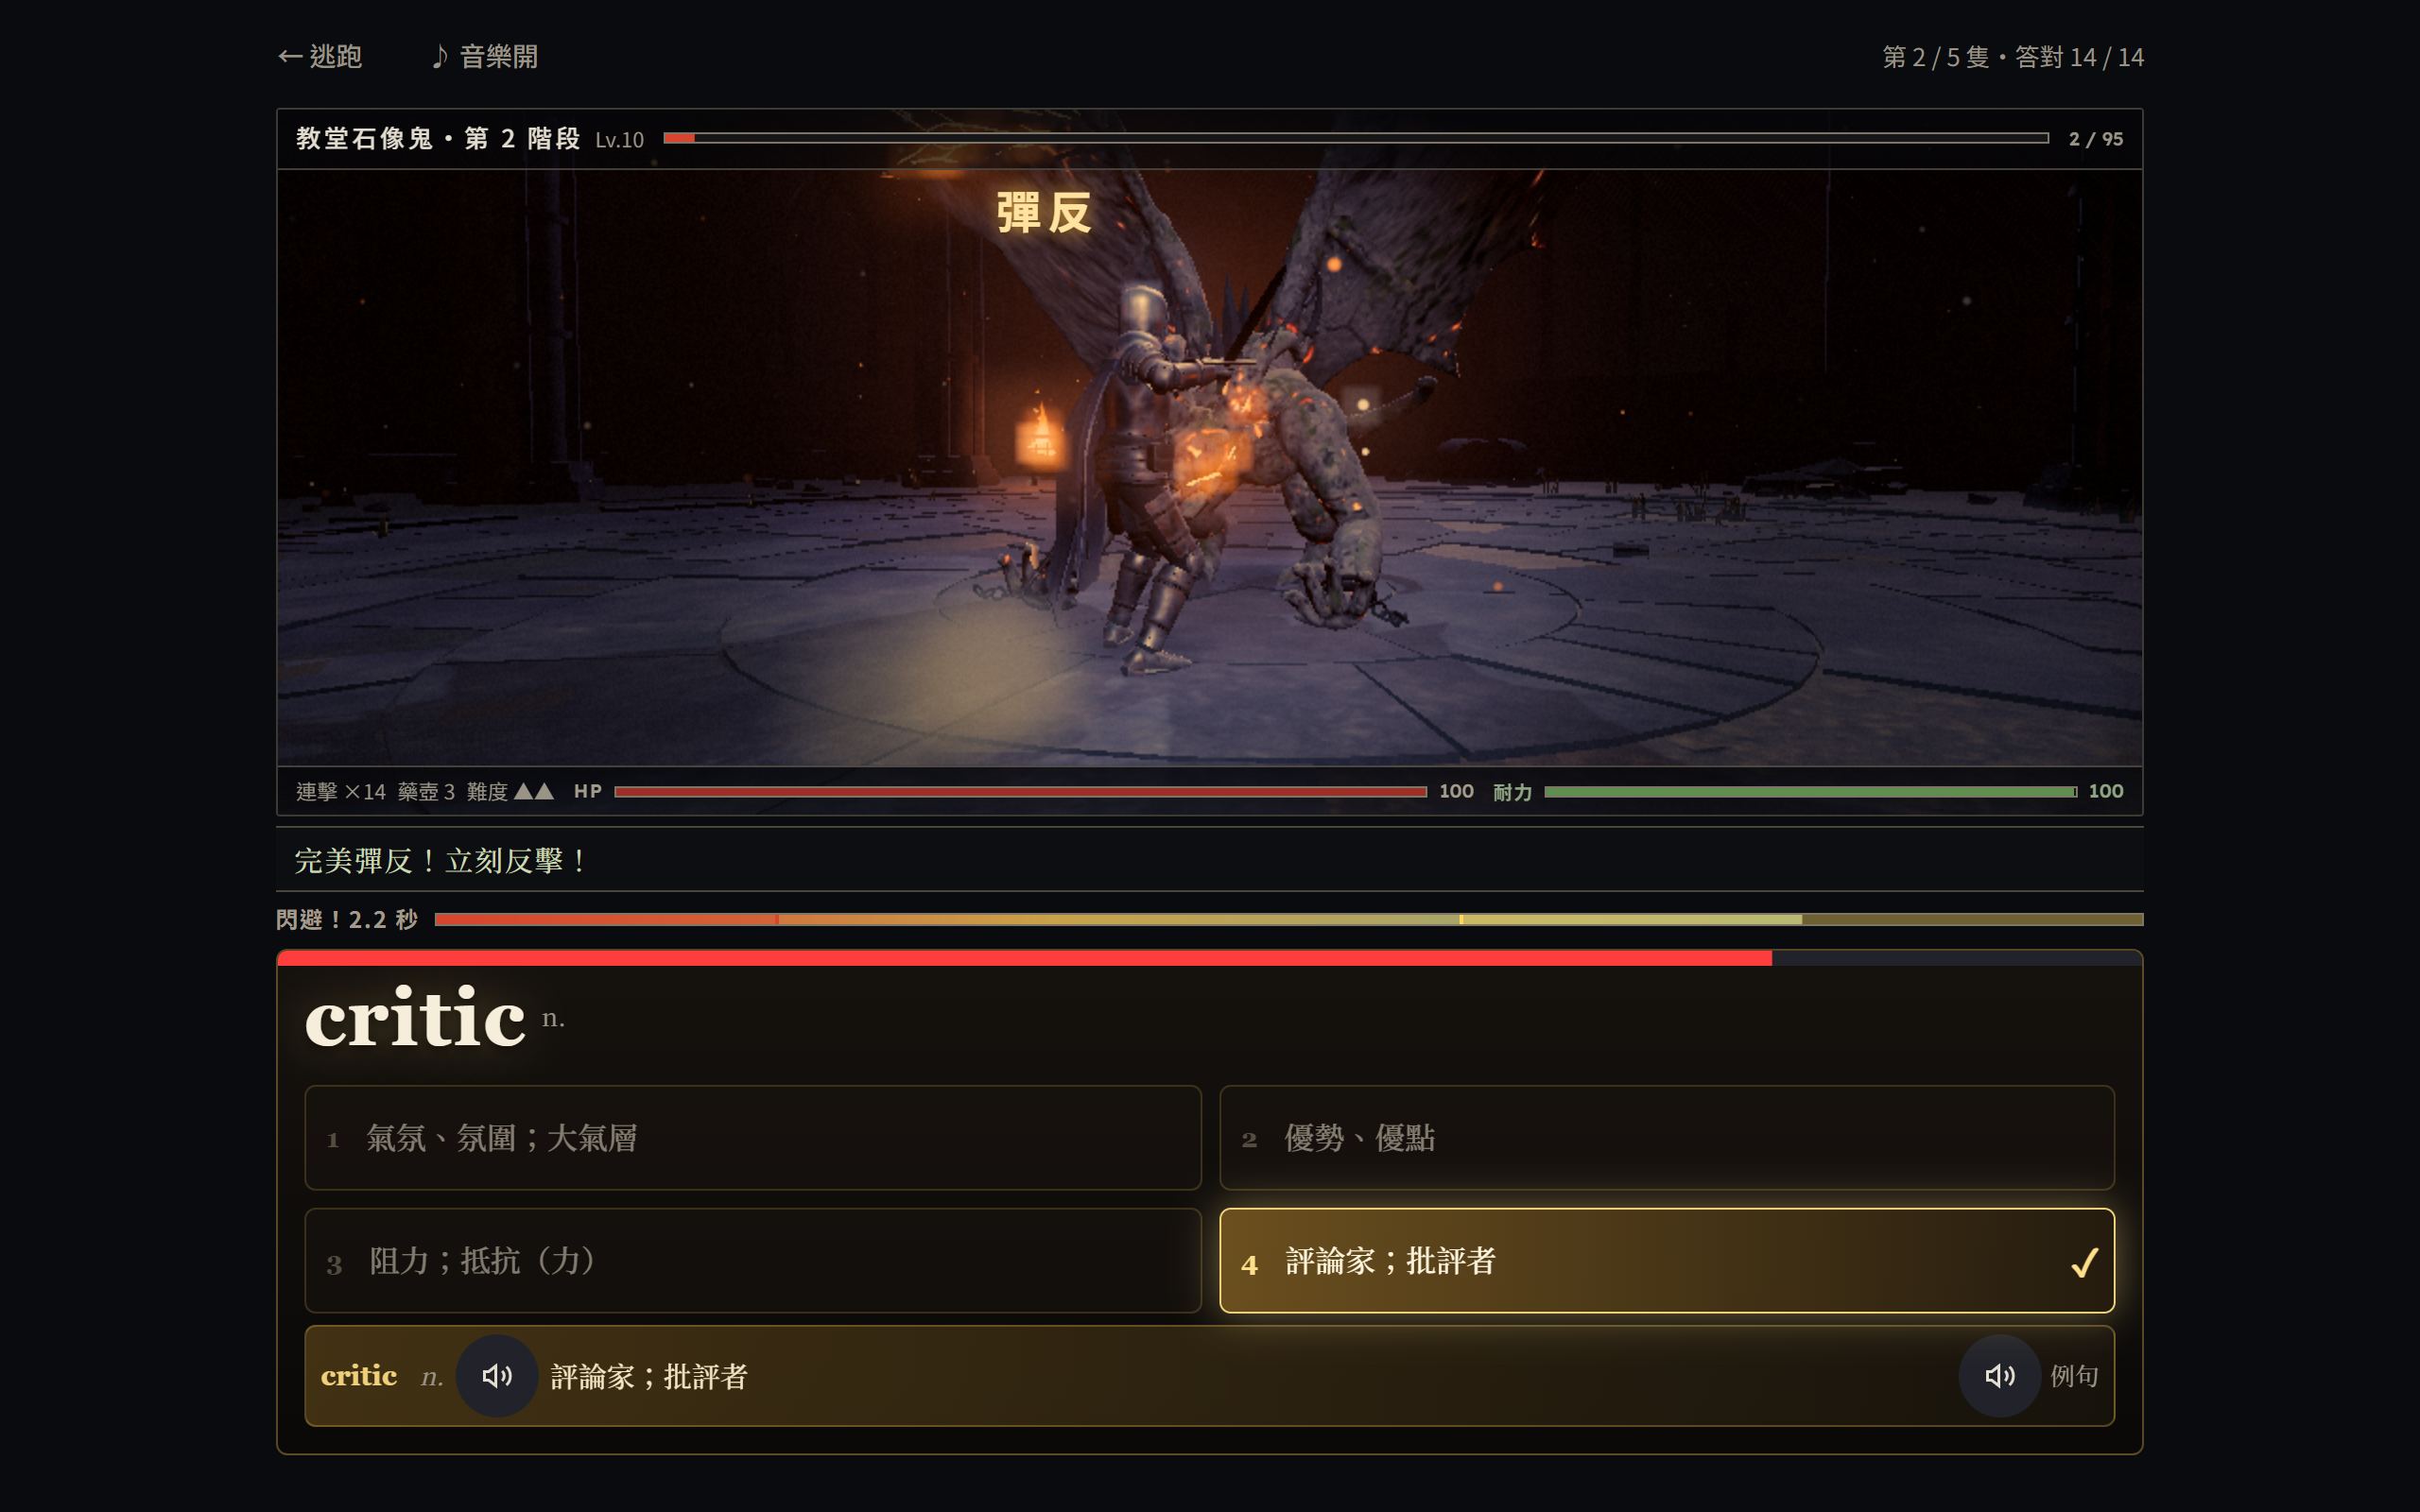 ← 逃跑 ♪ 音樂開 第 2 / 5 隻・答對 14 / 14
教堂石像鬼・第 2 階段 Lv.10 2 / 95
彈反
連擊 ×14 藥壺 3 難度 ▲▲ HP 100 耐力 100
完美彈反！立刻反擊！
閃避！2.2 秒
critic n.
1 氣氛、氛圍；大氣層
2 優勢、優點
3 阻力；抵抗（力）
4 評論家；批評者 ✓
critic n. 評論家；批評者 例句